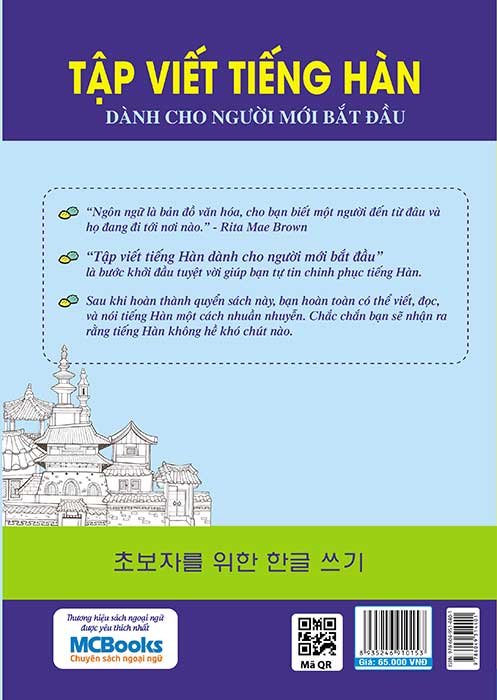 TẬP VIẾT TIẾNG HÀN
DÀNH CHO NGƯỜI MỚI BẮT ĐẦU
“Ngôn ngữ là bản đồ văn hóa, cho bạn biết một người đến từ đâu và
họ đang đi tới nơi nào.” - Rita Mae Brown
“Tập viết tiếng Hàn dành cho người mới bắt đầu”
là bước khởi đầu tuyệt vời giúp bạn tự tin chinh phục tiếng Hàn.
Sau khi hoàn thành quyển sách này, bạn hoàn toàn có thể viết, đọc,
và nói tiếng Hàn một cách nhuần nhuyễn. Chắc chắn bạn sẽ nhận ra
rằng tiếng Hàn không hề khó chút nào.
초보자를 위한 한글 쓰기
Thương hiệu sách ngoại ngữ
được yêu thích nhất
MCBooks
Chuyên sách ngoại ngữ
Mã QR
8935246910153
Giá: 65.000 VNĐ